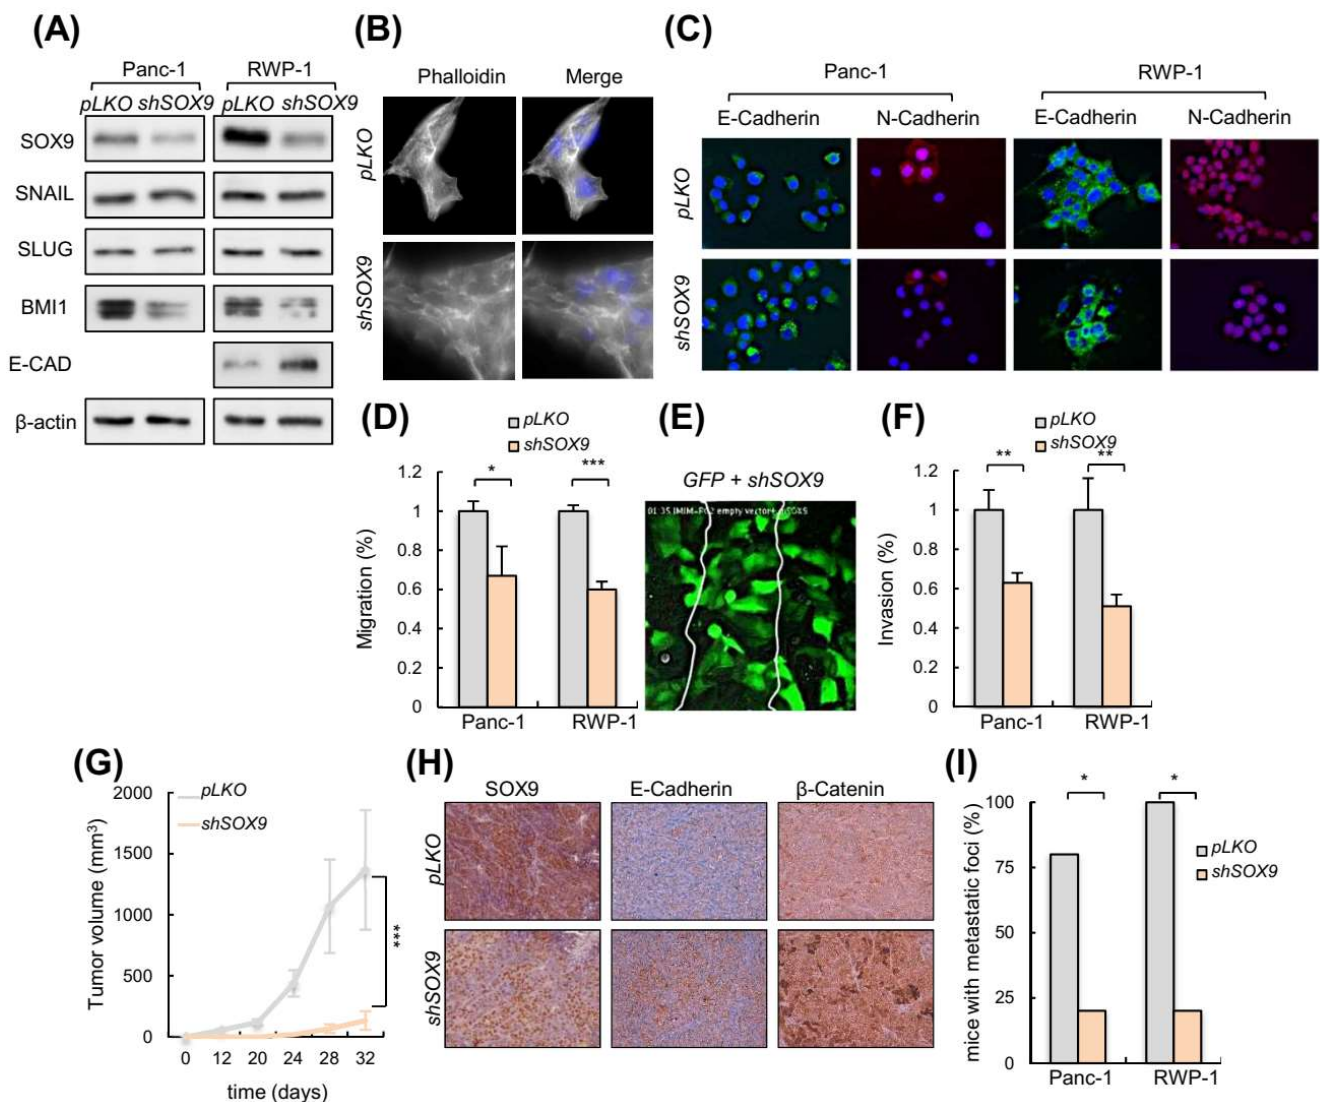 (A)
Panc-1 RWP-1
pLKO shSOX9 pLKO shSOX9
SOX9
SNAIL
SLUG
BMI1
E-CAD
β-actin
(B)
Phalloidin Merge
pLKO
shSOX9
(C)
Panc-1 RWP-1
E-Cadherin N-Cadherin E-Cadherin N-Cadherin
pLKO
shSOX9
(D)
pLKO
shSOX9
Migration (%)
1.2
1
0.8
0.6
0.4
0.2
0
* ***
Panc-1 RWP-1
(E)
GFP + shSOX9
empty vector
(F)
pLKO
shSOX9
Invasion (%)
1.2
1
0.8
0.6
0.4
0.2
0
** **
Panc-1 RWP-1
(G)
pLKO
shSOX9
Tumor volume (mm³)
2000
1500
1000
500
0
***
0 12 20 24 28 32
time (days)
(H)
SOX9 E-Cadherin β-Catenin
pLKO
shSOX9
(I)
mice with metastatic foci (%)
100
75
50
25
0
* *
pLKO
shSOX9
Panc-1 RWP-1